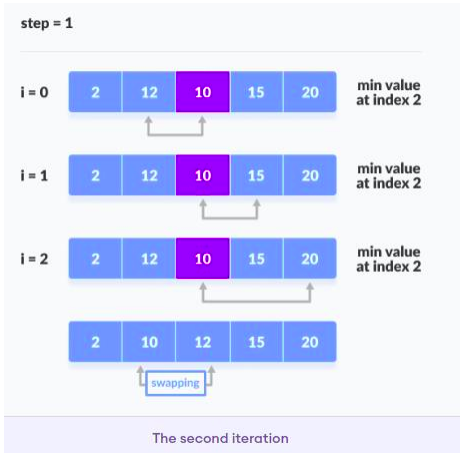 step = 1
i = 0 2 12 10 15 20 min value
at index 2
i = 1 2 12 10 15 20 min value
at index 2
i = 2 2 12 10 15 20 min value
at index 2
2 10 12 15 20
swapping
The second iteration